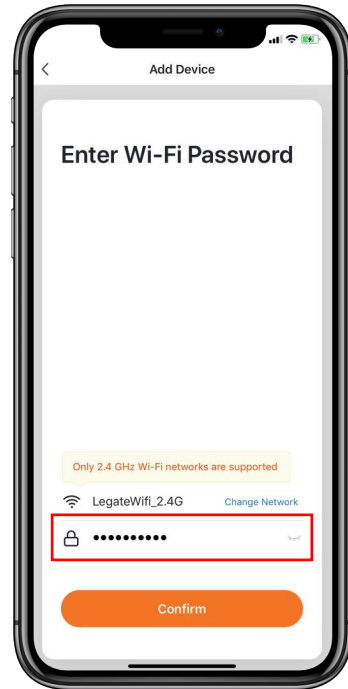 Add Device
Enter Wi-Fi Password
Only 2.4 GHz Wi-Fi networks are supported
LegateWifi_2.4G Change Network
••••••••••
Confirm